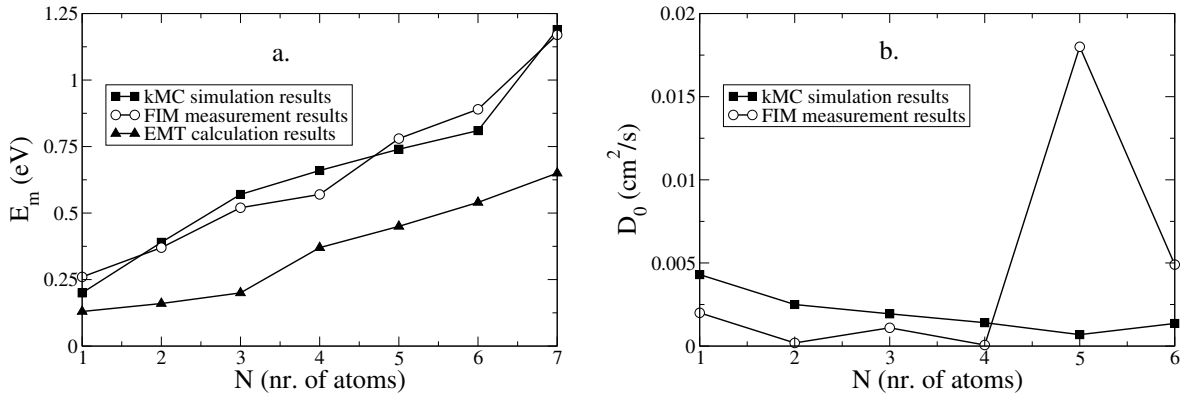 a.
kMC simulation results
FIM measurement results
EMT calculation results
E_m (eV)
1.25
1
0.75
0.5
0.25
0
1 2 3 4 5 6 7
N (nr. of atoms)
b.
kMC simulation results
FIM measurement results
D_0 (cm^2/s)
0.02
0.015
0.01
0.005
0
1 2 3 4 5 6
N (nr. of atoms)